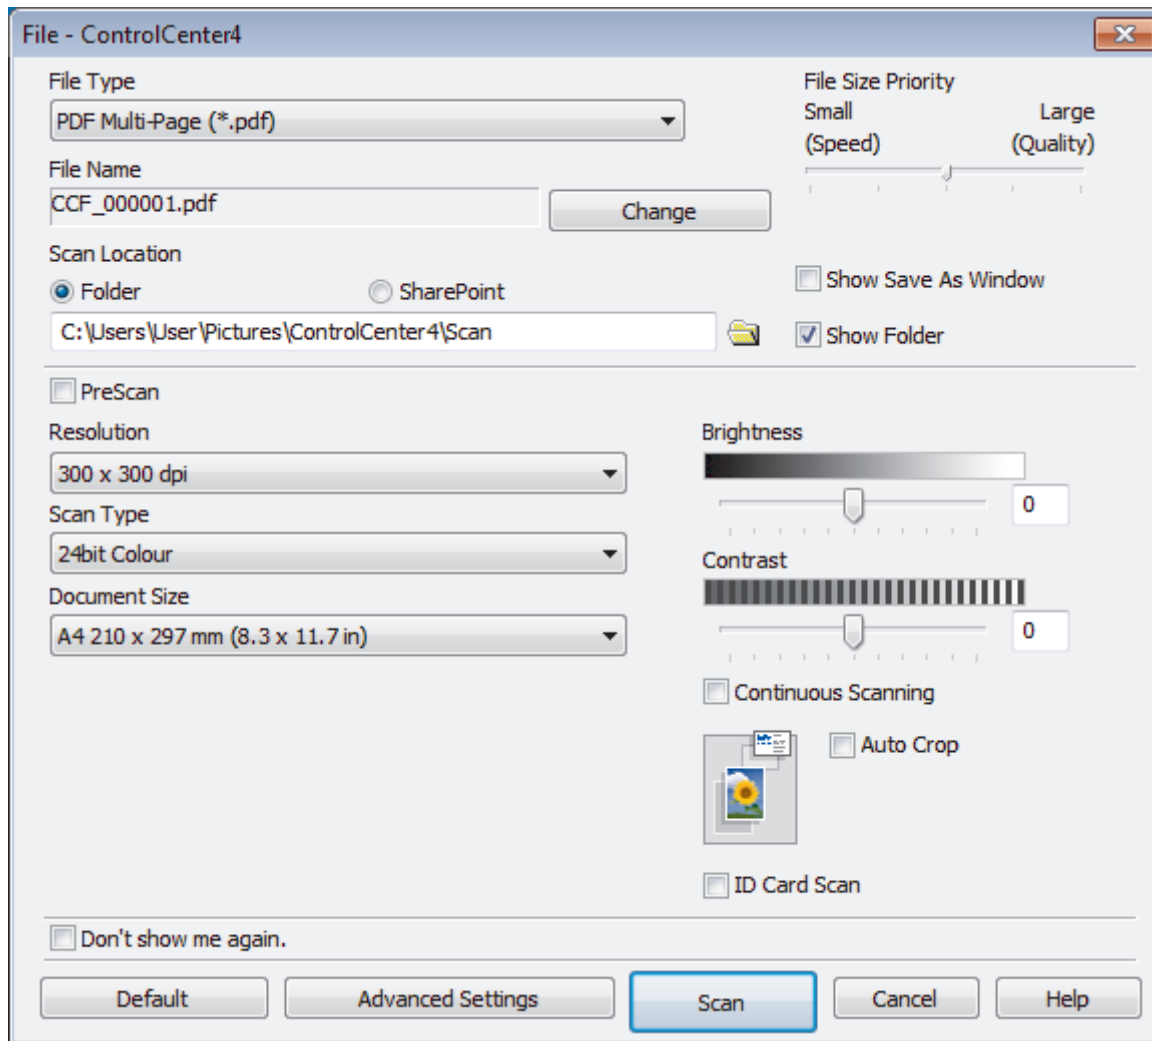 File - ControlCenter4
File Type
PDF Multi-Page (*.pdf)
File Name
CCF_000001.pdf
Change
File Size Priority
Small Large
(Speed) (Quality)
Scan Location
Folder SharePoint
C:\Users\User\Pictures\ControlCenter4\Scan
Show Save As Window
Show Folder
PreScan
Resolution
300 x 300 dpi
Scan Type
24bit Colour
Document Size
A4 210 x 297 mm (8.3 x 11.7 in)
Brightness
0
Contrast
0
Continuous Scanning
Auto Crop
ID Card Scan
Don't show me again.
Default Advanced Settings Scan Cancel Help